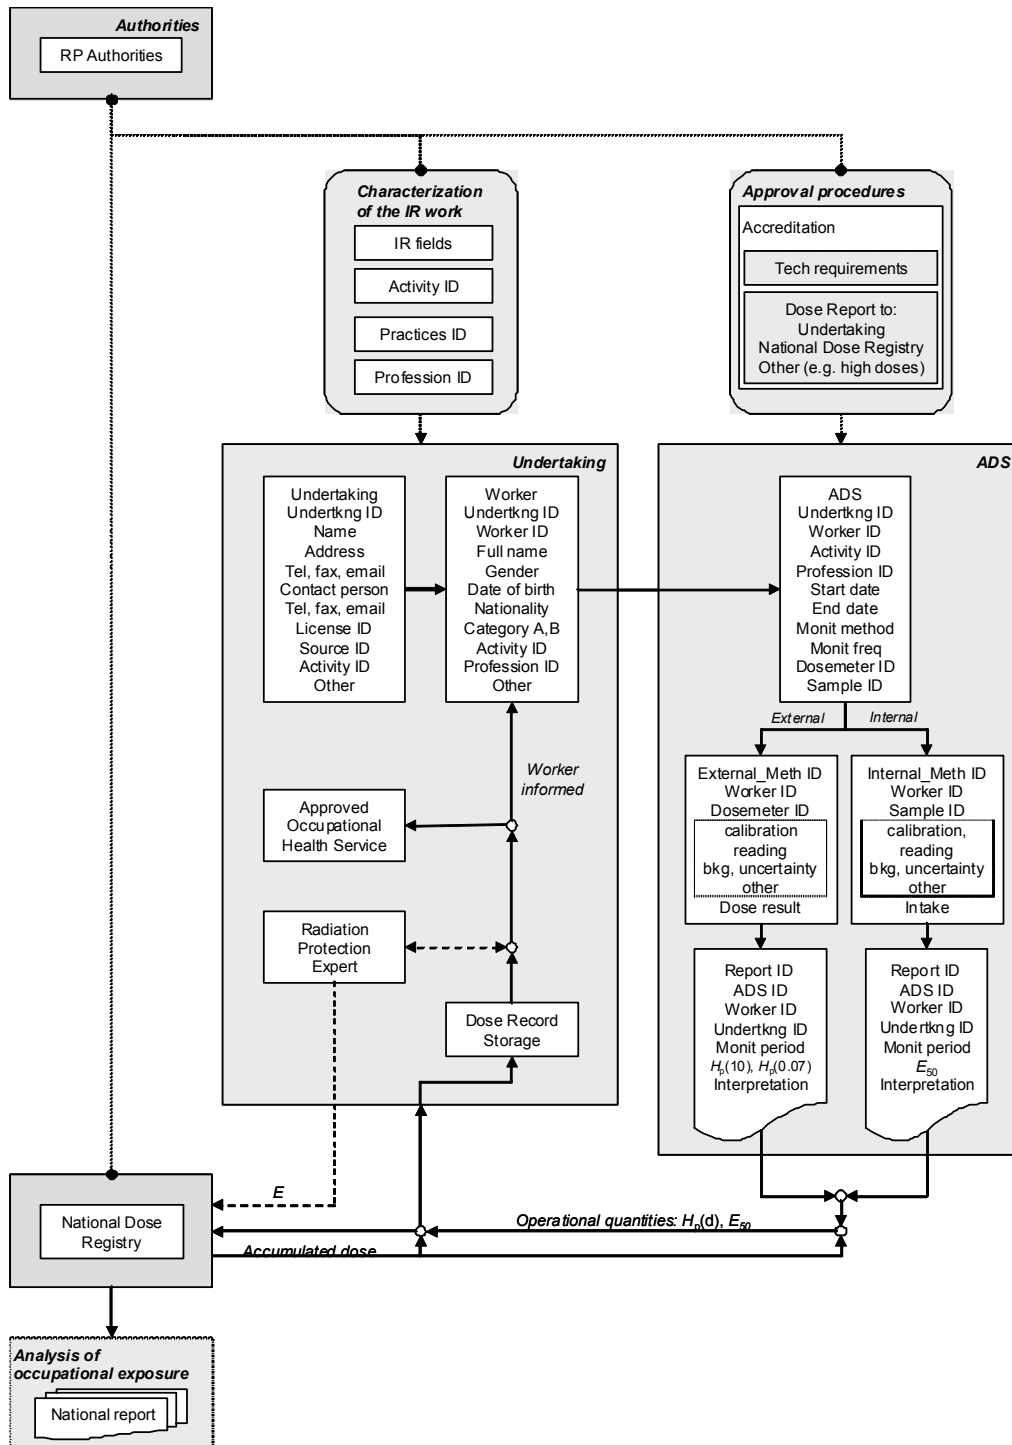 Authorities
RP Authorities
Characterization
of the IR work
IR fields
Activity ID
Practices ID
Profession ID
Approval procedures
Accreditation
Tech requirements
Dose Report to:
Undertaking
National Dose Registry
Other (e.g. high doses)
Undertaking
Undertaking
Undertkng ID
Name
Address
Tel, fax, email
Contact person
Tel, fax, email
License ID
Source ID
Activity ID
Other
Worker
Undertkng ID
Worker ID
Full name
Gender
Date of birth
Nationality
Category A,B
Activity ID
Profession ID
Other
Worker
informed
Approved
Occupational
Health Service
Radiation
Protection
Expert
Dose Record
Storage
ADS
ADS
Undertkng ID
Worker ID
Activity ID
Profession ID
Start date
End date
Monit method
Monit freq
Dosemeter ID
Sample ID
External
Internal
External_Meth ID
Worker ID
Dosemeter ID
calibration
reading
bkg, uncertainty
other
Dose result
Internal_Meth ID
Worker ID
Sample ID
calibration,
reading
bkg, uncertainty
other
Intake
Report ID
ADS ID
Worker ID
Undertkng ID
Monit period
Hp(10), Hp(0.07)
Interpretation
Report ID
ADS ID
Worker ID
Undertkng ID
Monit period
E50
Interpretation
E
National Dose
Registry
Operational quantities: Hp(d), E50
Accumulated dose
Analysis of
occupational exposure
National report